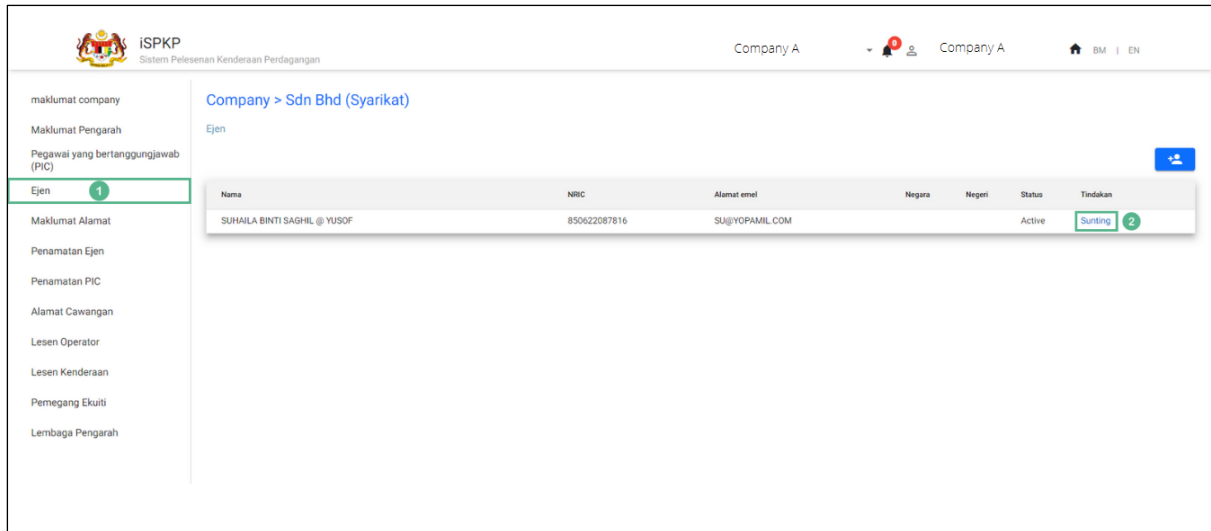 iSPKP
Sistem Pelesenan Kenderaan Perdagangan
Company A
0
Company A
BM | EN
maklumat company
Maklumat Pengarah
Pegawai yang bertanggungjawab
(PIC)
Ejen 1
Maklumat Alamat
Penamatan Ejen
Penamatan PIC
Alamat Cawangan
Lesen Operator
Lesen Kenderaan
Pemegang Ekuiti
Lembaga Pengarah
Company > Sdn Bhd (Syarikat)
Ejen
Nama NRIC Alamat emel Negara Negeri Status Tindakan
SUHAILA BINTI SAGHIL @ YUSOF 850622087816 SU@YOPAMIL.COM Active Sunting 2